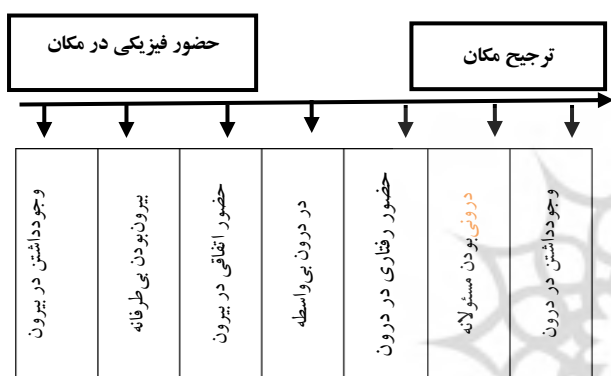 ترجیح مکان
حضور فیزیکی در مکان
وجودداشتن در درون
درونی‌بودن مسئولانه
حضور رفتاری در درون
در درون بی‌واسطه
حضور اتفاقی در بیرون
بیرون‌بودن بی‌طرفانه
وجودداشتن در بیرون